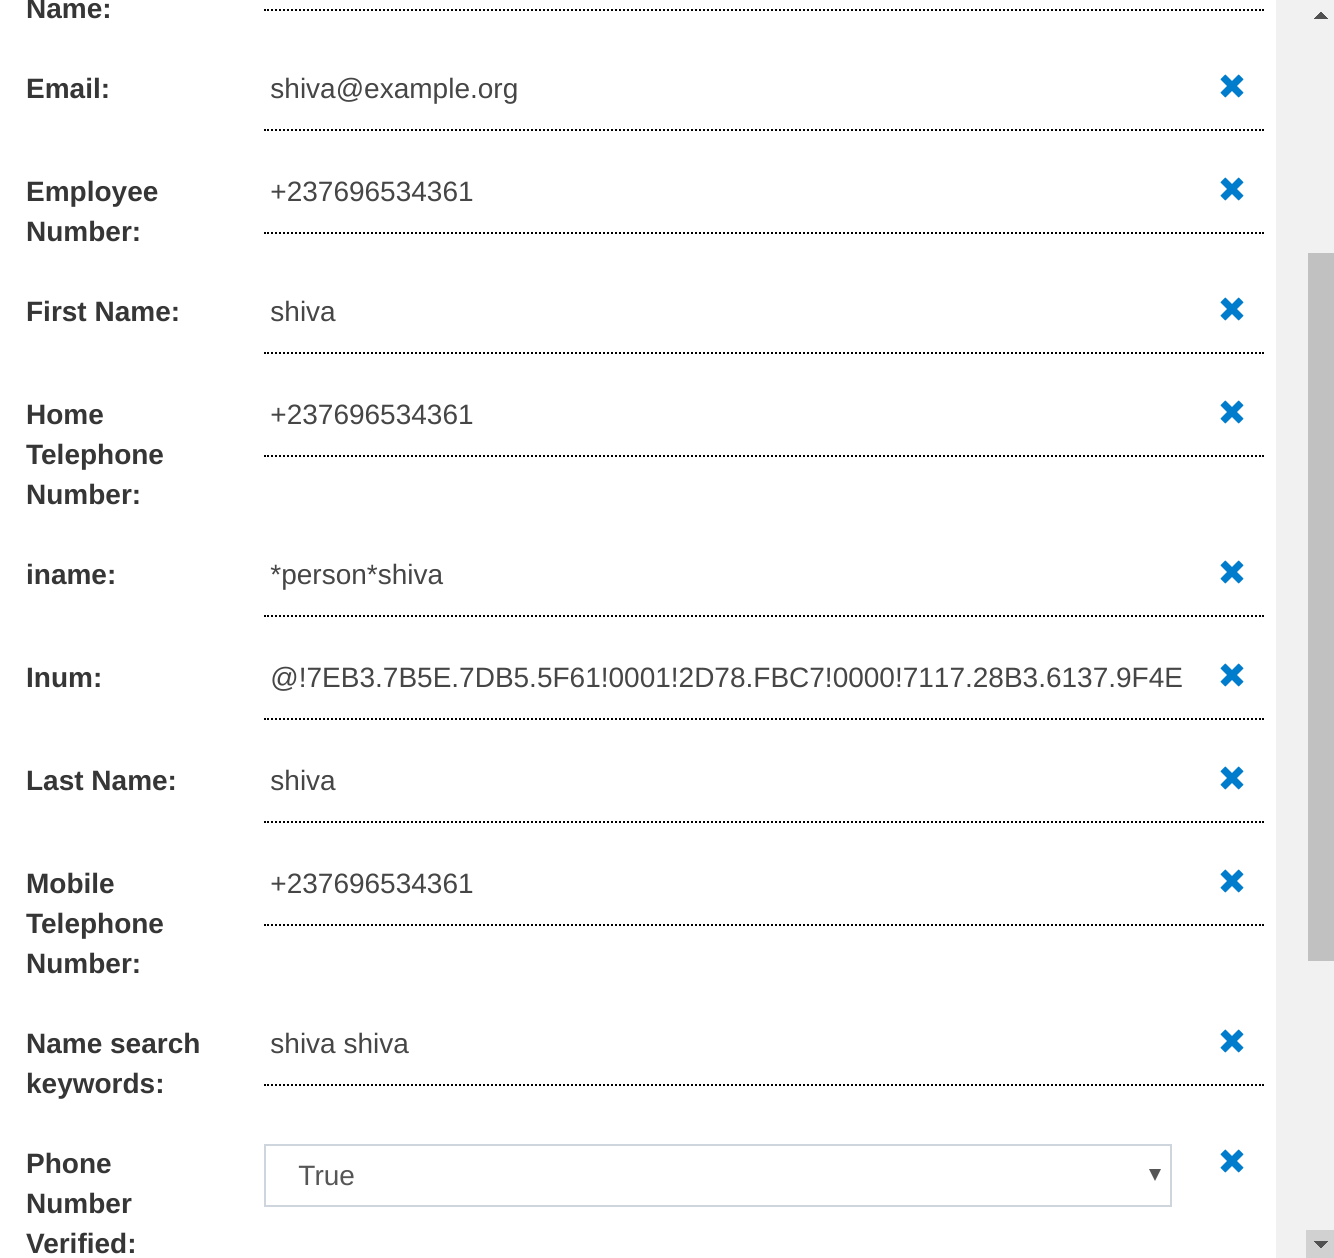 Name:
Email: shiva@example.org
Employee +237696534361
Number:
First Name: shiva
Home +237696534361
Telephone
Number:
iname: *person*shiva
Inum: @!7EB3.7B5E.7DB5.5F61!0001!2D78.FBC7!0000!7117.28B3.6137.9F4E
Last Name: shiva
Mobile +237696534361
Telephone
Number:
Name search shiva shiva
keywords:
Phone True
Number
Verified: